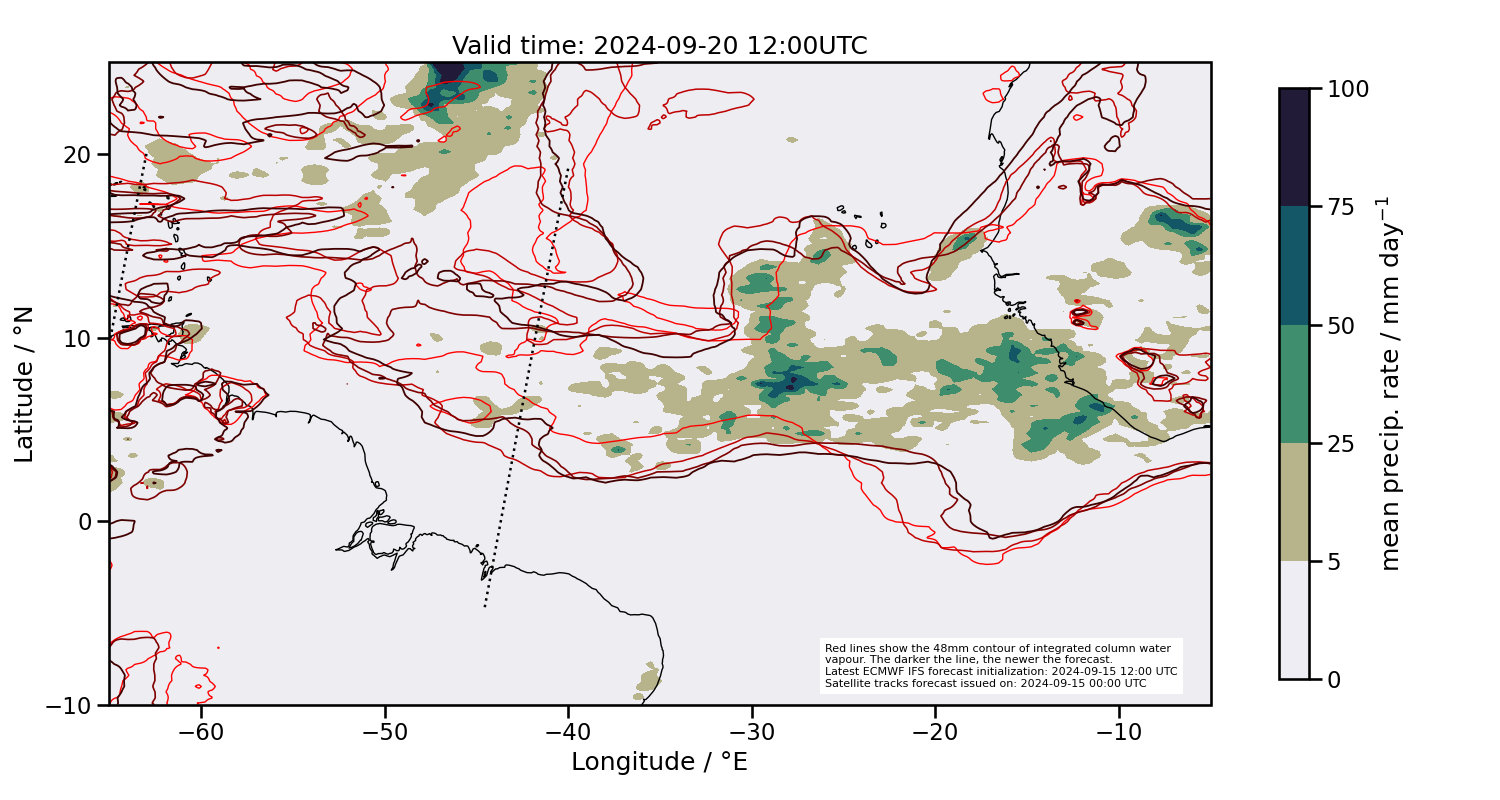 Valid time: 2024-09-20 12:00UTC
Latitude / °N
20
10
0
−10
−60
−50
−40
−30
−20
−10
Longitude / °E
Red lines show the 48mm contour of integrated column water
vapour. The darker the line, the newer the forecast.
Latest ECMWF IFS forecast initialization: 2024-09-15 12:00 UTC
Satellite tracks forecast issued on: 2024-09-15 00:00 UTC
100
75
50
25
5
0
mean precip. rate / mm day⁻¹